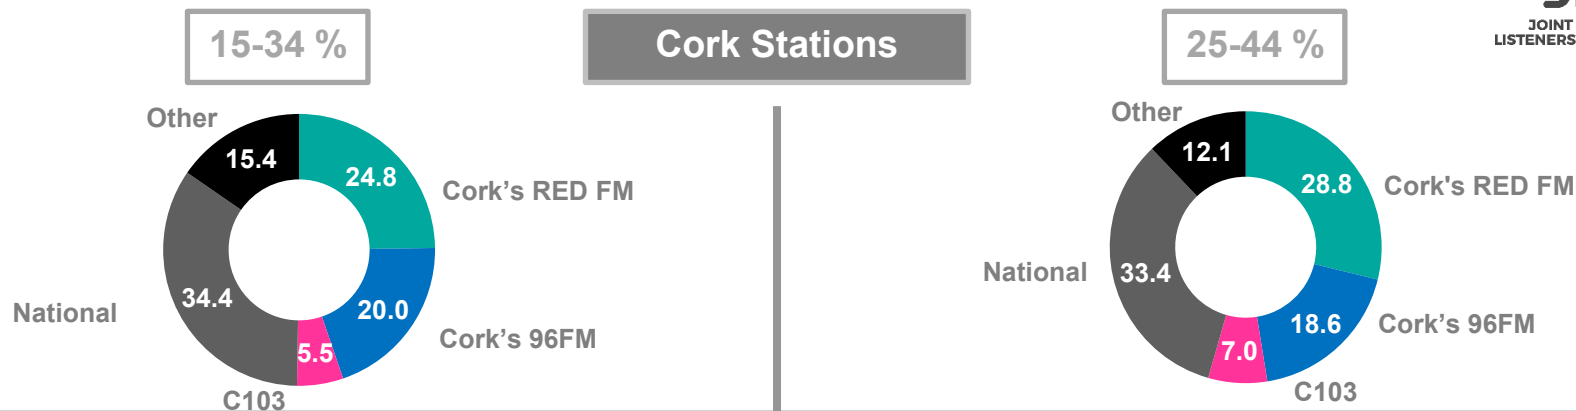 15-34 %
Cork Stations
25-44 %
JOINT
LISTENERS
Other
15.4
24.8
Cork’s RED FM
National
34.4
20.0
Cork’s 96FM
5.5
C103
Other
12.1
28.8
Cork's RED FM
National
33.4
18.6
Cork’s 96FM
7.0
C103